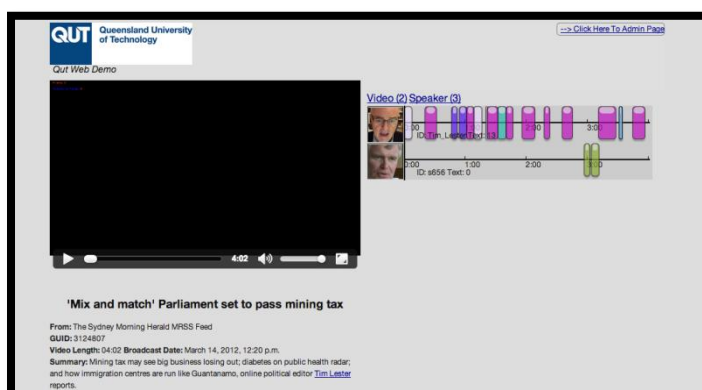 QUT
Queensland University
of Technology
--> Click Here To Admin Page
Qut Web Demo
Video (2) Speaker (3)
2:00
3:00
ID: Tim_Lester Text: 13
0:00
1:00
2:00
3:00
ID: s656 Text: 0
4:02
'Mix and match' Parliament set to pass mining tax
From: The Sydney Morning Herald MRSS Feed
GUID: 3124807
Video Length: 04:02 Broadcast Date: March 14, 2012, 12:20 p.m.
Summary: Mining tax may see big business losing out; diabetes on public health radar;
and how immigration centres are run like Guantanamo, online political editor Tim Lester
reports.